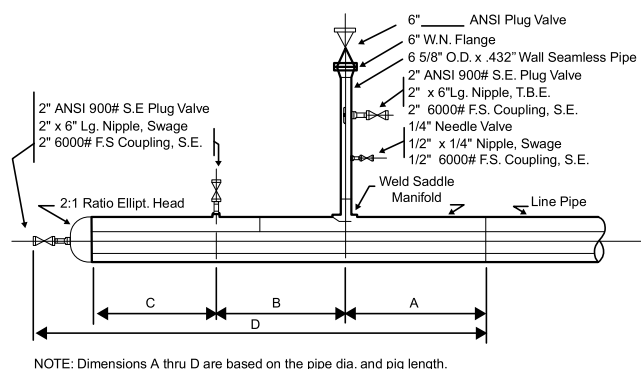 6" ______ ANSI Plug Valve
6" W.N. Flange
6 5/8" O.D. x .432" Wall Seamless Pipe
2" ANSI 900# S.E. Plug Valve
2" x 6"Lg. Nipple, T.B.E.
2" 6000# F.S. Coupling, S.E.
1/4" Needle Valve
1/2" x 1/4" Nipple, Swage
1/2" 6000# F.S. Coupling, S.E.
2" ANSI 900# S.E Plug Valve
2" x 6" Lg. Nipple, Swage
2" 6000# F.S Coupling, S.E.
2:1 Ratio Ellipt. Head
Weld Saddle
Manifold
Line Pipe
C
B
A
D
NOTE: Dimensions A thru D are based on the pipe dia. and pig length.